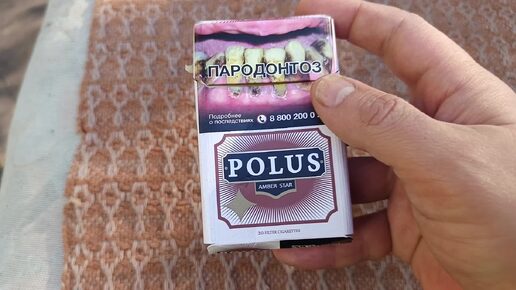 ПАРОДОНТОЗ
Подробнее
о последствиях
8 800 200 0
POLUS
AMBER STAR
20 FILTER CIGARETTES